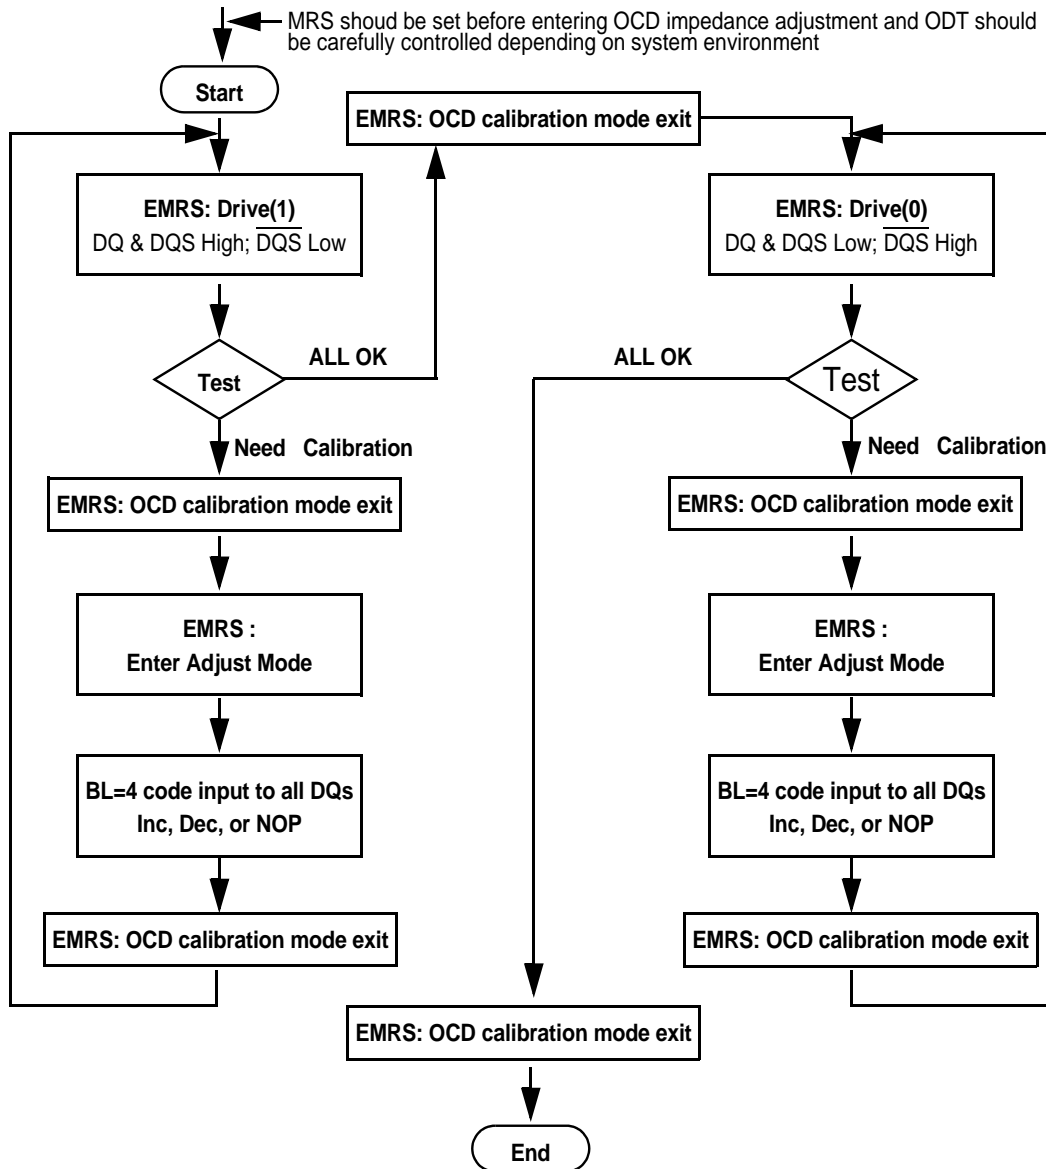 MRS shoud be set before entering OCD impedance adjustment and ODT should
be carefully controlled depending on system environment
Start
EMRS: OCD calibration mode exit
EMRS: Drive(1)
DQ & DQS High; D̅Q̅S̅ Low
Test
ALL OK
Need Calibration
EMRS: OCD calibration mode exit
EMRS :
Enter Adjust Mode
BL=4 code input to all DQs
Inc, Dec, or NOP
EMRS: OCD calibration mode exit
EMRS: Drive(0)
DQ & DQS Low; D̅Q̅S̅ High
Test
ALL OK
Need Calibration
EMRS: OCD calibration mode exit
EMRS :
Enter Adjust Mode
BL=4 code input to all DQs
Inc, Dec, or NOP
EMRS: OCD calibration mode exit
EMRS: OCD calibration mode exit
End